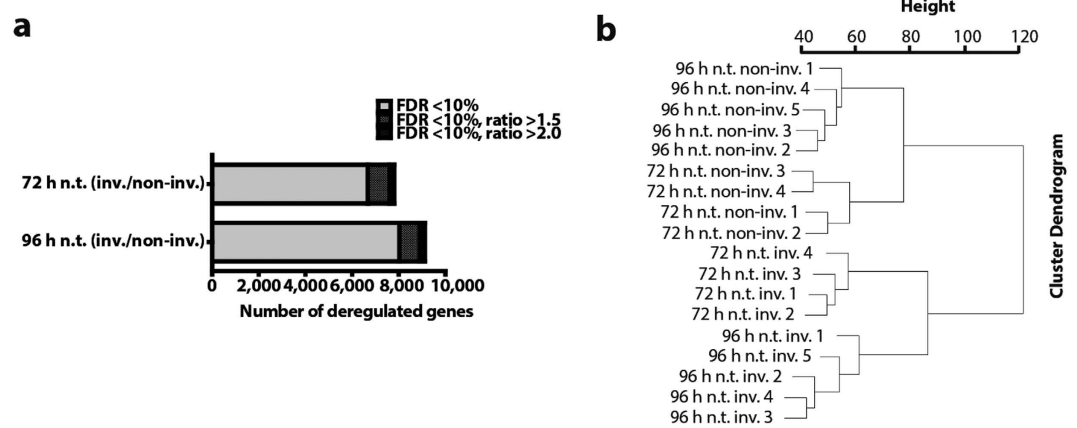 a
FDR <10%
FDR <10%, ratio >1.5
FDR <10%, ratio >2.0
72 h n.t. (inv./non-inv.)
96 h n.t. (inv./non-inv.)
0 2,000 4,000 6,000 8,000 10,000
Number of deregulated genes
b
Height
40 60 80 100 120
96 h n.t. non-inv. 1
96 h n.t. non-inv. 4
96 h n.t. non-inv. 5
96 h n.t. non-inv. 3
96 h n.t. non-inv. 2
72 h n.t. non-inv. 3
72 h n.t. non-inv. 4
72 h n.t. non-inv. 1
72 h n.t. non-inv. 2
72 h n.t. inv. 4
72 h n.t. inv. 3
72 h n.t. inv. 1
72 h n.t. inv. 2
96 h n.t. inv. 1
96 h n.t. inv. 5
96 h n.t. inv. 2
96 h n.t. inv. 4
96 h n.t. inv. 3
Cluster Dendrogram